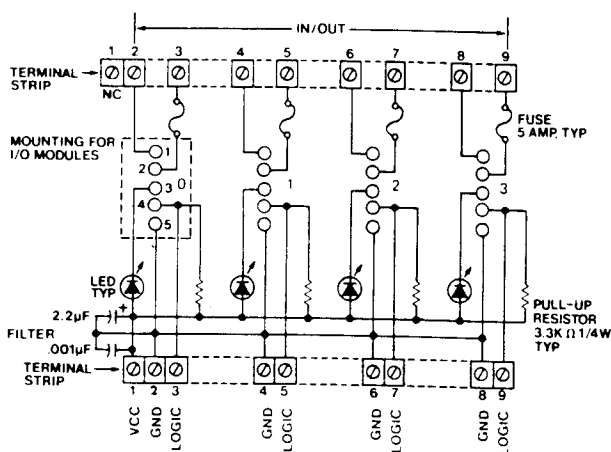 IN/OUT
1 2 3 4 5 6 7 8 9
TERMINAL
STRIP
NC
FUSE
5 AMP. TYP
MOUNTING FOR
I/O MODULES
1
2
3 0
4
5
1
2
3
LED
TYP
+
2.2µF
FILTER
.001µF
PULL-UP
RESISTOR
3.3K Ω 1/4W
TYP
TERMINAL
STRIP
1 2 3 4 5 6 7 8 9
VCC
GND
LOGIC
GND
LOGIC
GND
LOGIC
GND
LOGIC